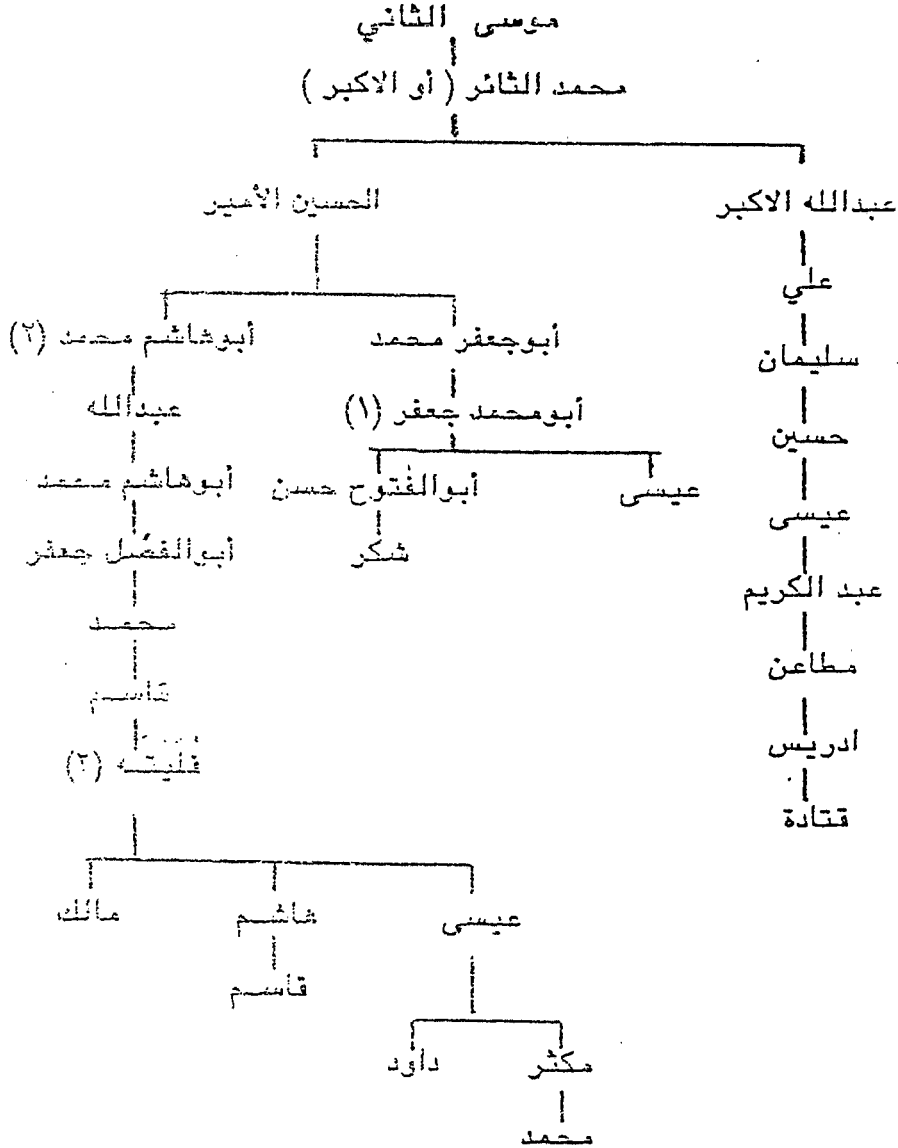 موسى الثاني
محمد الثائر ( أو الاكبر )
عبدالله الاكبر
الحسين الأمير
علي
أبوجعفر محمد
أبوهاشم محمد (٢)
سليمان
أبومحمد جعفر (١)
عبدالله
حسين
عيسى
أبوالفتوح حسن
أبوهاشم محمد
عيسى
شكر
أبوالفضل جعفر
عبد الكريم
محمد
مطاعن
قاسم
ادريس
فليته (٣)
قتادة
عيسى
هاشم
مالك
قاسم
مكثر
داود
محمد